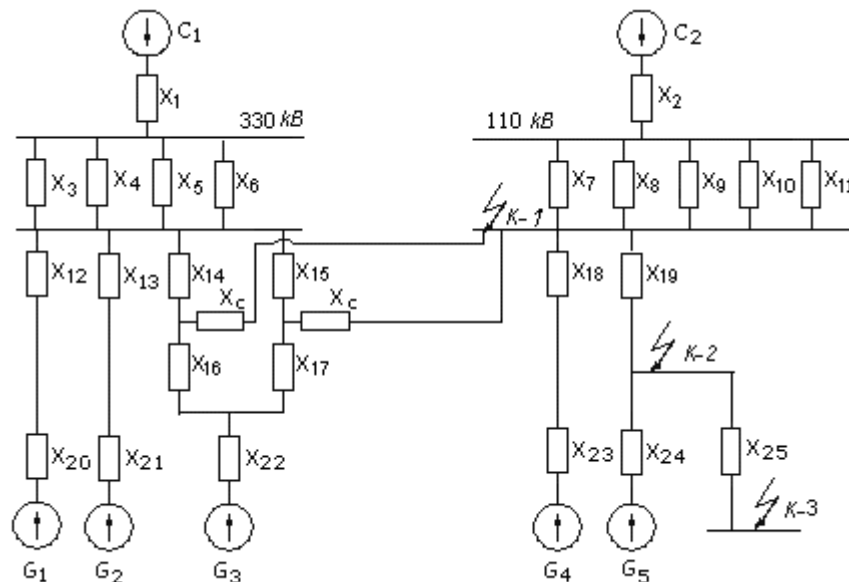 C1 C2
X1 X2
330 kB 110 kB
X3 X4 X5 X6 X7 X8 X9 X10 X11
K-1
X12 X13 X14 X15 X18 X19
Xc Xc
K-2
X16 X17
X20 X21 X22 X23 X24 X25
K-3
G1 G2 G3 G4 G5